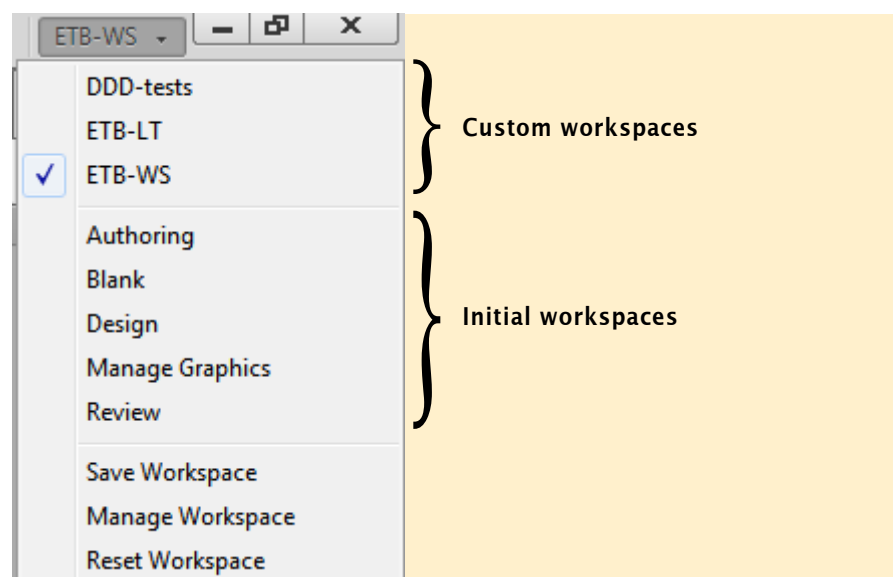 ETB-WS
DDD-tests
ETB-LT
Custom workspaces
ETB-WS
Authoring
Blank
Design
Initial workspaces
Manage Graphics
Review
Save Workspace
Manage Workspace
Reset Workspace